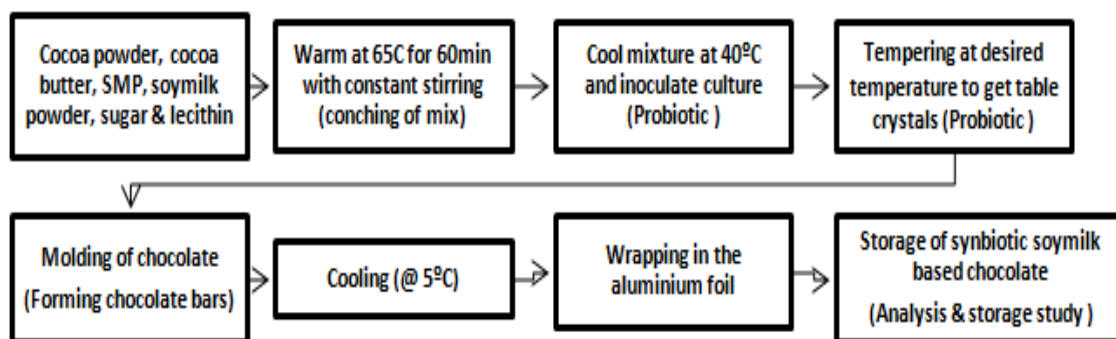 Cocoa powder, cocoa
butter, SMP, soymilk
powder, sugar & lecithin
Warm at 65C for 60min
with constant stirring
(conching of mix)
Cool mixture at 40ºC
and inoculate culture
(Probiotic )
Tempering at desired
temperature to get table
crystals (Probiotic )
Molding of chocolate
(Forming chocolate bars)
Cooling (@ 5ºC)
Wrapping in the
aluminium foil
Storage of synbiotic soymilk
based chocolate
(Analysis & storage study )